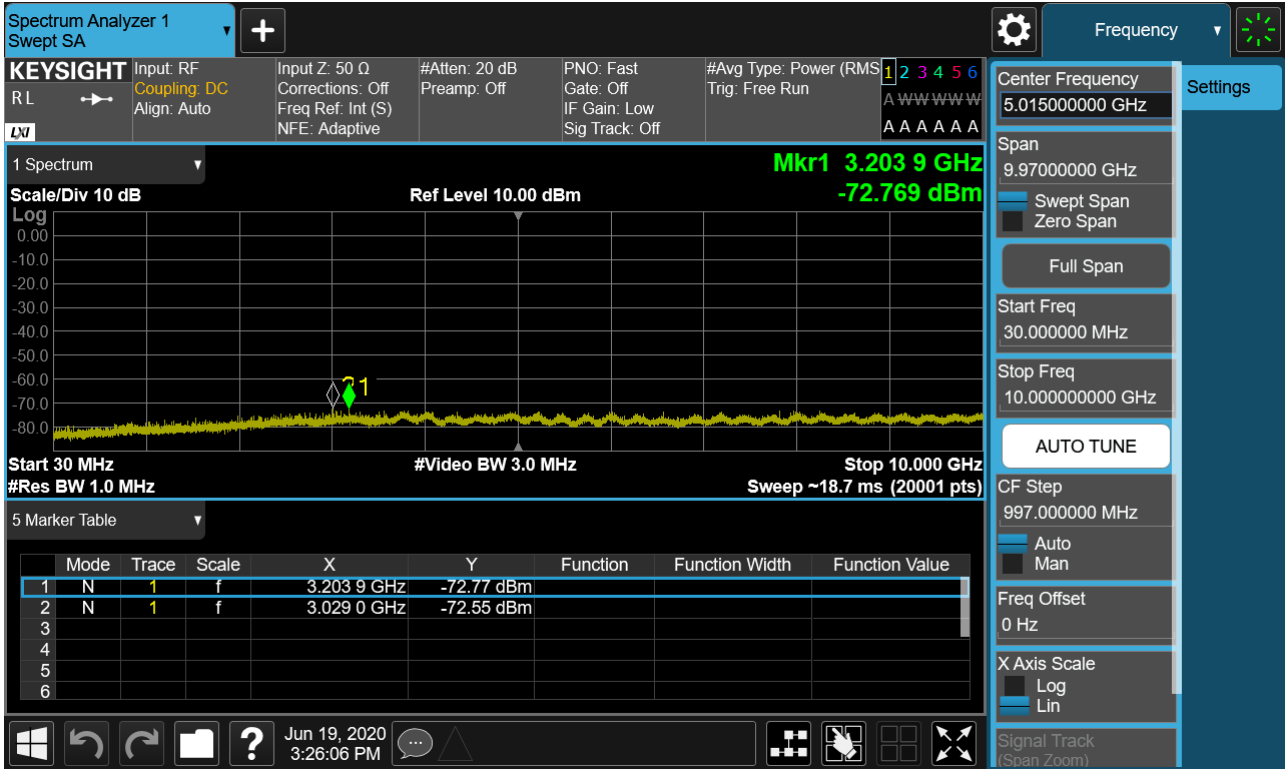 Spectrum Analyzer 1
Swept SA
+
Frequency
KEYSIGHT
R L
LXI
Input: RF
Coupling: DC
Align: Auto
Input Z: 50 Ω
Corrections: Off
Freq Ref: Int (S)
NFE: Adaptive
#Atten: 20 dB
Preamp: Off
PNO: Fast
Gate: Off
IF Gain: Low
Sig Track: Off
#Avg Type: Power (RMS
Trig: Free Run
1 2 3 4 5 6
A W W W W W
A A A A A A
1 Spectrum
Mkr1 3.203 9 GHz
-72.769 dBm
Scale/Div 10 dB
Ref Level 10.00 dBm
Log
0.00
-10.0
-20.0
-30.0
-40.0
-50.0
-60.0
-70.0
-80.0
1
Start 30 MHz
#Video BW 3.0 MHz
Stop 10.000 GHz
#Res BW 1.0 MHz
Sweep ~18.7 ms (20001 pts)
5 Marker Table
Mode Trace Scale X Y Function Function Width Function Value
1 N 1 f 3.203 9 GHz -72.77 dBm
2 N 1 f 3.029 0 GHz -72.55 dBm
3
4
5
6
Jun 19, 2020
3:26:06 PM
?
Center Frequency
5.015000000 GHz
Settings
Span
9.97000000 GHz
Swept Span
Zero Span
Full Span
Start Freq
30.000000 MHz
Stop Freq
10.000000000 GHz
AUTO TUNE
CF Step
997.000000 MHz
Auto
Man
Freq Offset
0 Hz
X Axis Scale
Log
Lin
Signal Track
(Span Zoom)